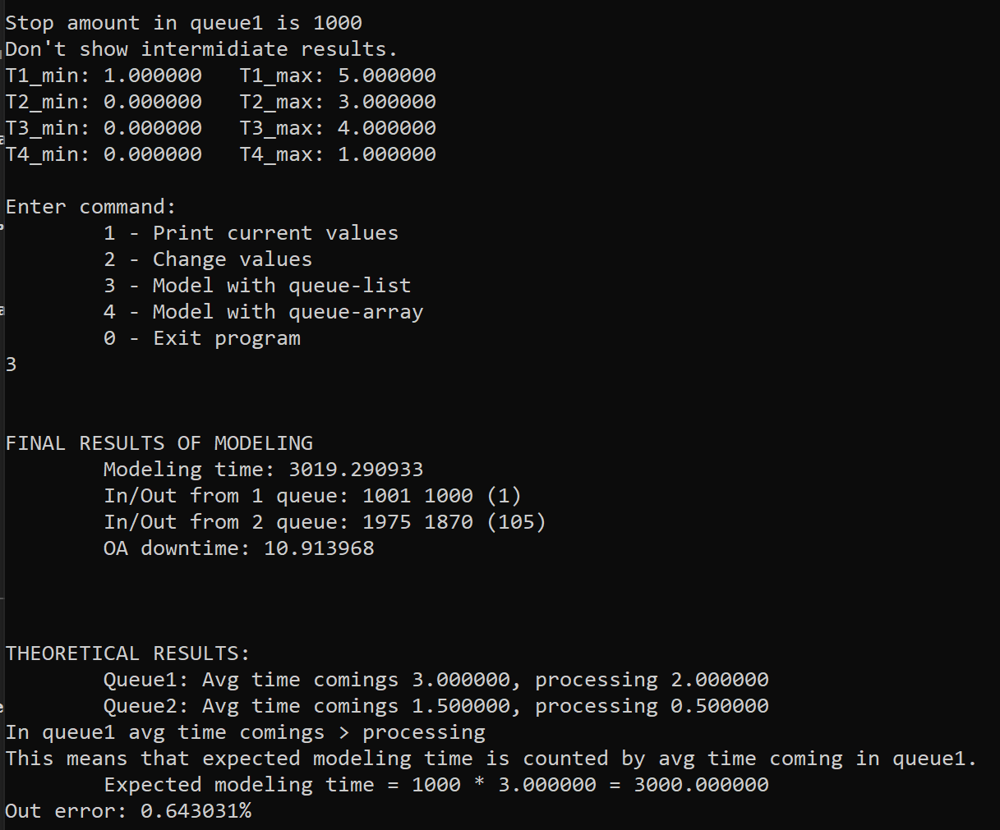 Stop amount in queue1 is 1000
Don't show intermidiate results.
T1_min: 1.000000   T1_max: 5.000000
T2_min: 0.000000   T2_max: 3.000000
T3_min: 0.000000   T3_max: 4.000000
T4_min: 0.000000   T4_max: 1.000000
Enter command:
1 - Print current values
2 - Change values
3 - Model with queue-list
4 - Model with queue-array
0 - Exit program
3
FINAL RESULTS OF MODELING
Modeling time: 3019.290933
In/Out from 1 queue: 1001 1000 (1)
In/Out from 2 queue: 1975 1870 (105)
OA downtime: 10.913968
THEORETICAL RESULTS:
Queue1: Avg time comings 3.000000, processing 2.000000
Queue2: Avg time comings 1.500000, processing 0.500000
In queue1 avg time comings > processing
This means that expected modeling time is counted by avg time coming in queue1.
Expected modeling time = 1000 * 3.000000 = 3000.000000
Out error: 0.643031%